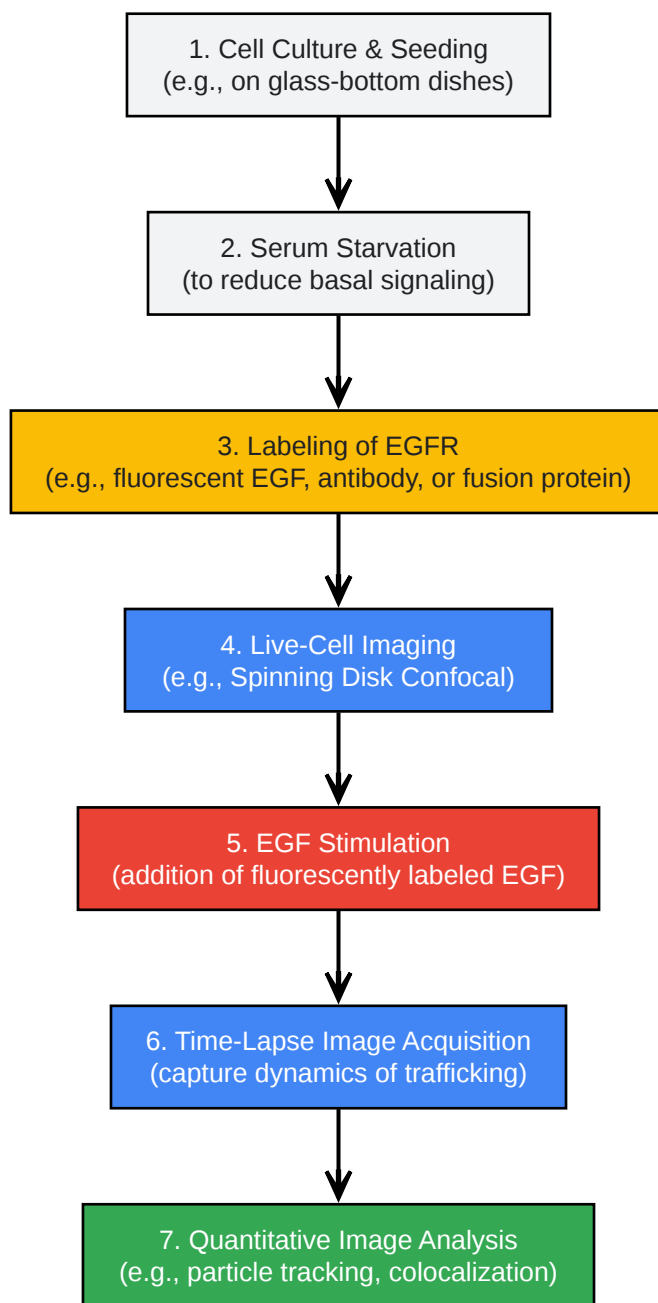 1. Cell Culture & Seeding
(e.g., on glass-bottom dishes)
2. Serum Starvation
(to reduce basal signaling)
3. Labeling of EGFR
(e.g., fluorescent EGF, antibody, or fusion protein)
4. Live-Cell Imaging
(e.g., Spinning Disk Confocal)
5. EGF Stimulation
(addition of fluorescently labeled EGF)
6. Time-Lapse Image Acquisition
(capture dynamics of trafficking)
7. Quantitative Image Analysis
(e.g., particle tracking, colocalization)